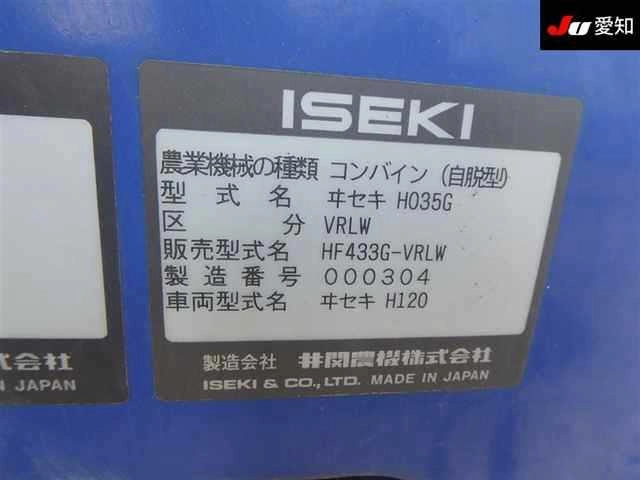 JU 愛知
ISEKI
農業機械の種類 コンバイン (自脱型)
型式名 ヰセキ HO35G
区分 VRLW
販売型式名 HF433G-VRLW
製造番号 000304
車両型式名 ヰセキ H120
製造会社 井関農機株式会社
ISEKI & CO., LTD. MADE IN JAPAN
式会社
IN JAPAN